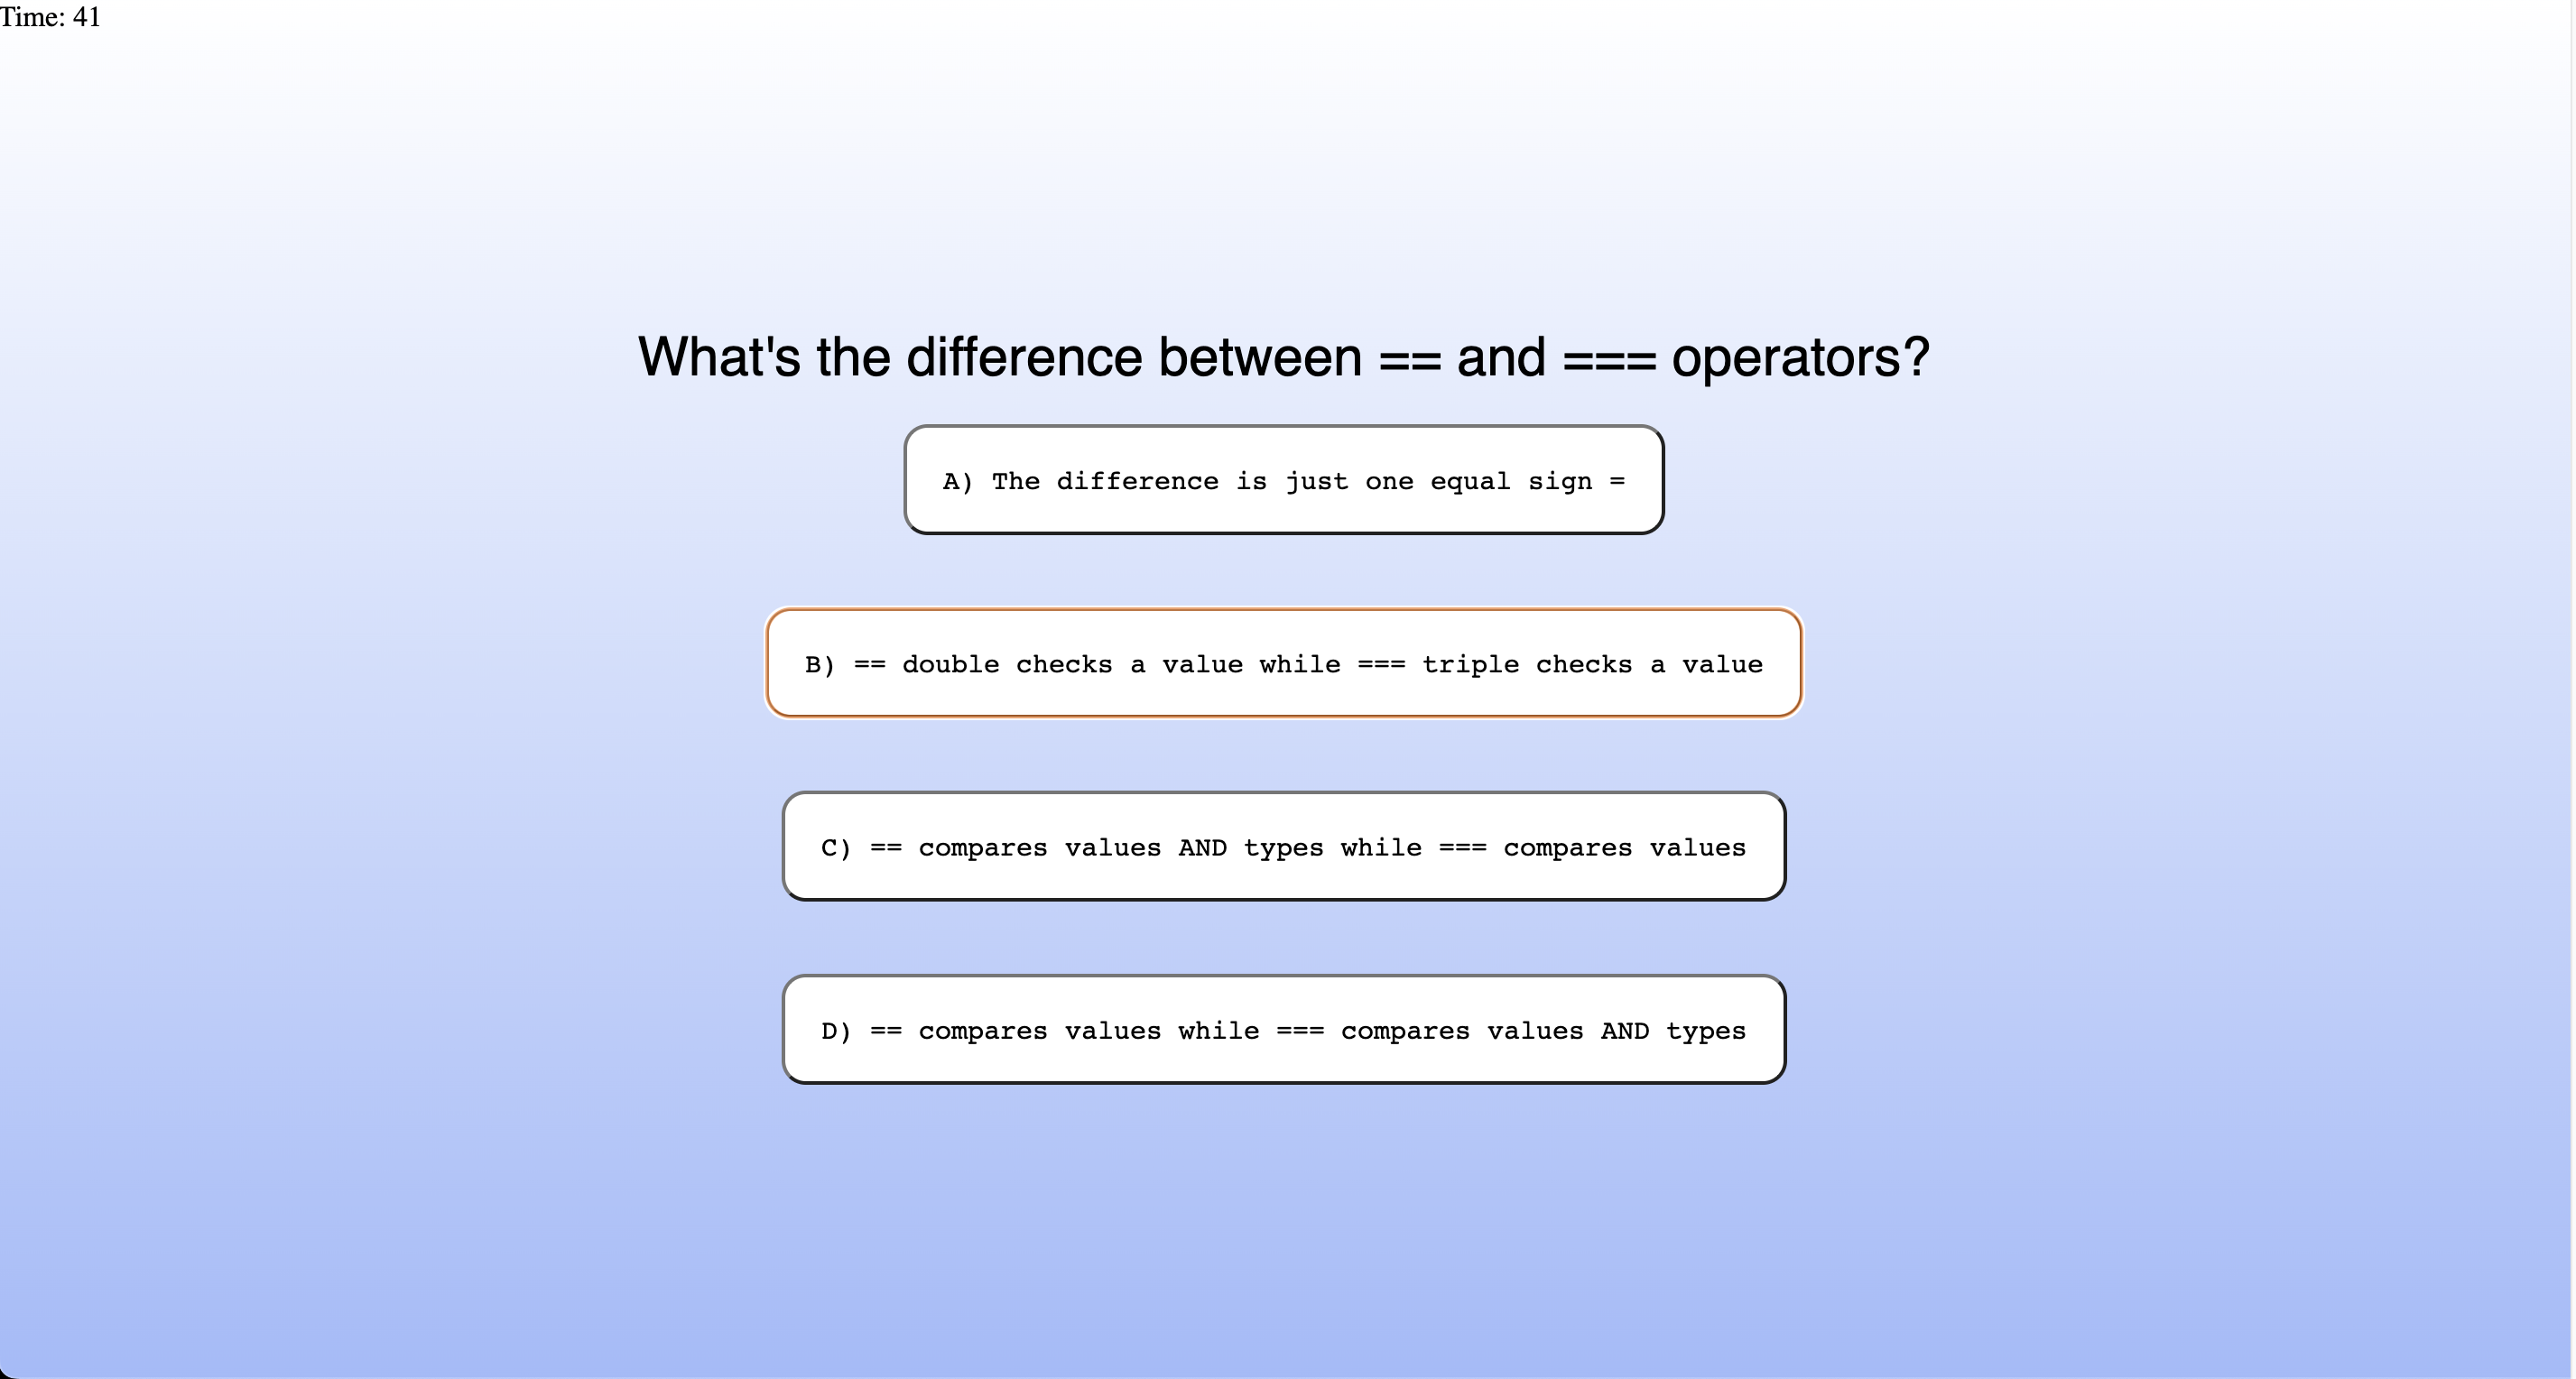 Time: 41
What's the difference between == and === operators?
A) The difference is just one equal sign =
B) == double checks a value while === triple checks a value
C) == compares values AND types while === compares values
D) == compares values while === compares values AND types